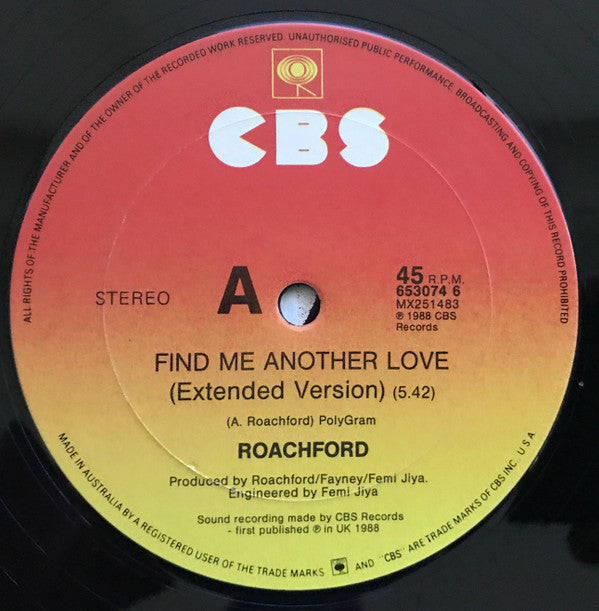 ALL RIGHTS OF THE MANUFACTURER AND OF THE OWNER OF THE RECORDED WORK RESERVED. UNAUTHORISED PUBLIC PERFORMANCE, BROADCASTING AND COPYING OF THIS RECORD PROHIBITED
CBS
STEREO
A
45 R.P.M.
653074 6
MX251483
℗ 1988 CBS
Records
FIND ME ANOTHER LOVE
(Extended Version) (5.42)
(A. Roachford) PolyGram
ROACHFORD
Produced by Roachford/Fayney/Femi Jiya.
Engineered by Femi Jiya
Sound recording made by CBS Records
- first published ℗ in UK 1988
MADE IN AUSTRALIA BY A REGISTERED USER OF THE TRADE MARKS AND "CBS" ARE TRADE MARKS OF CBS INC., U.S.A